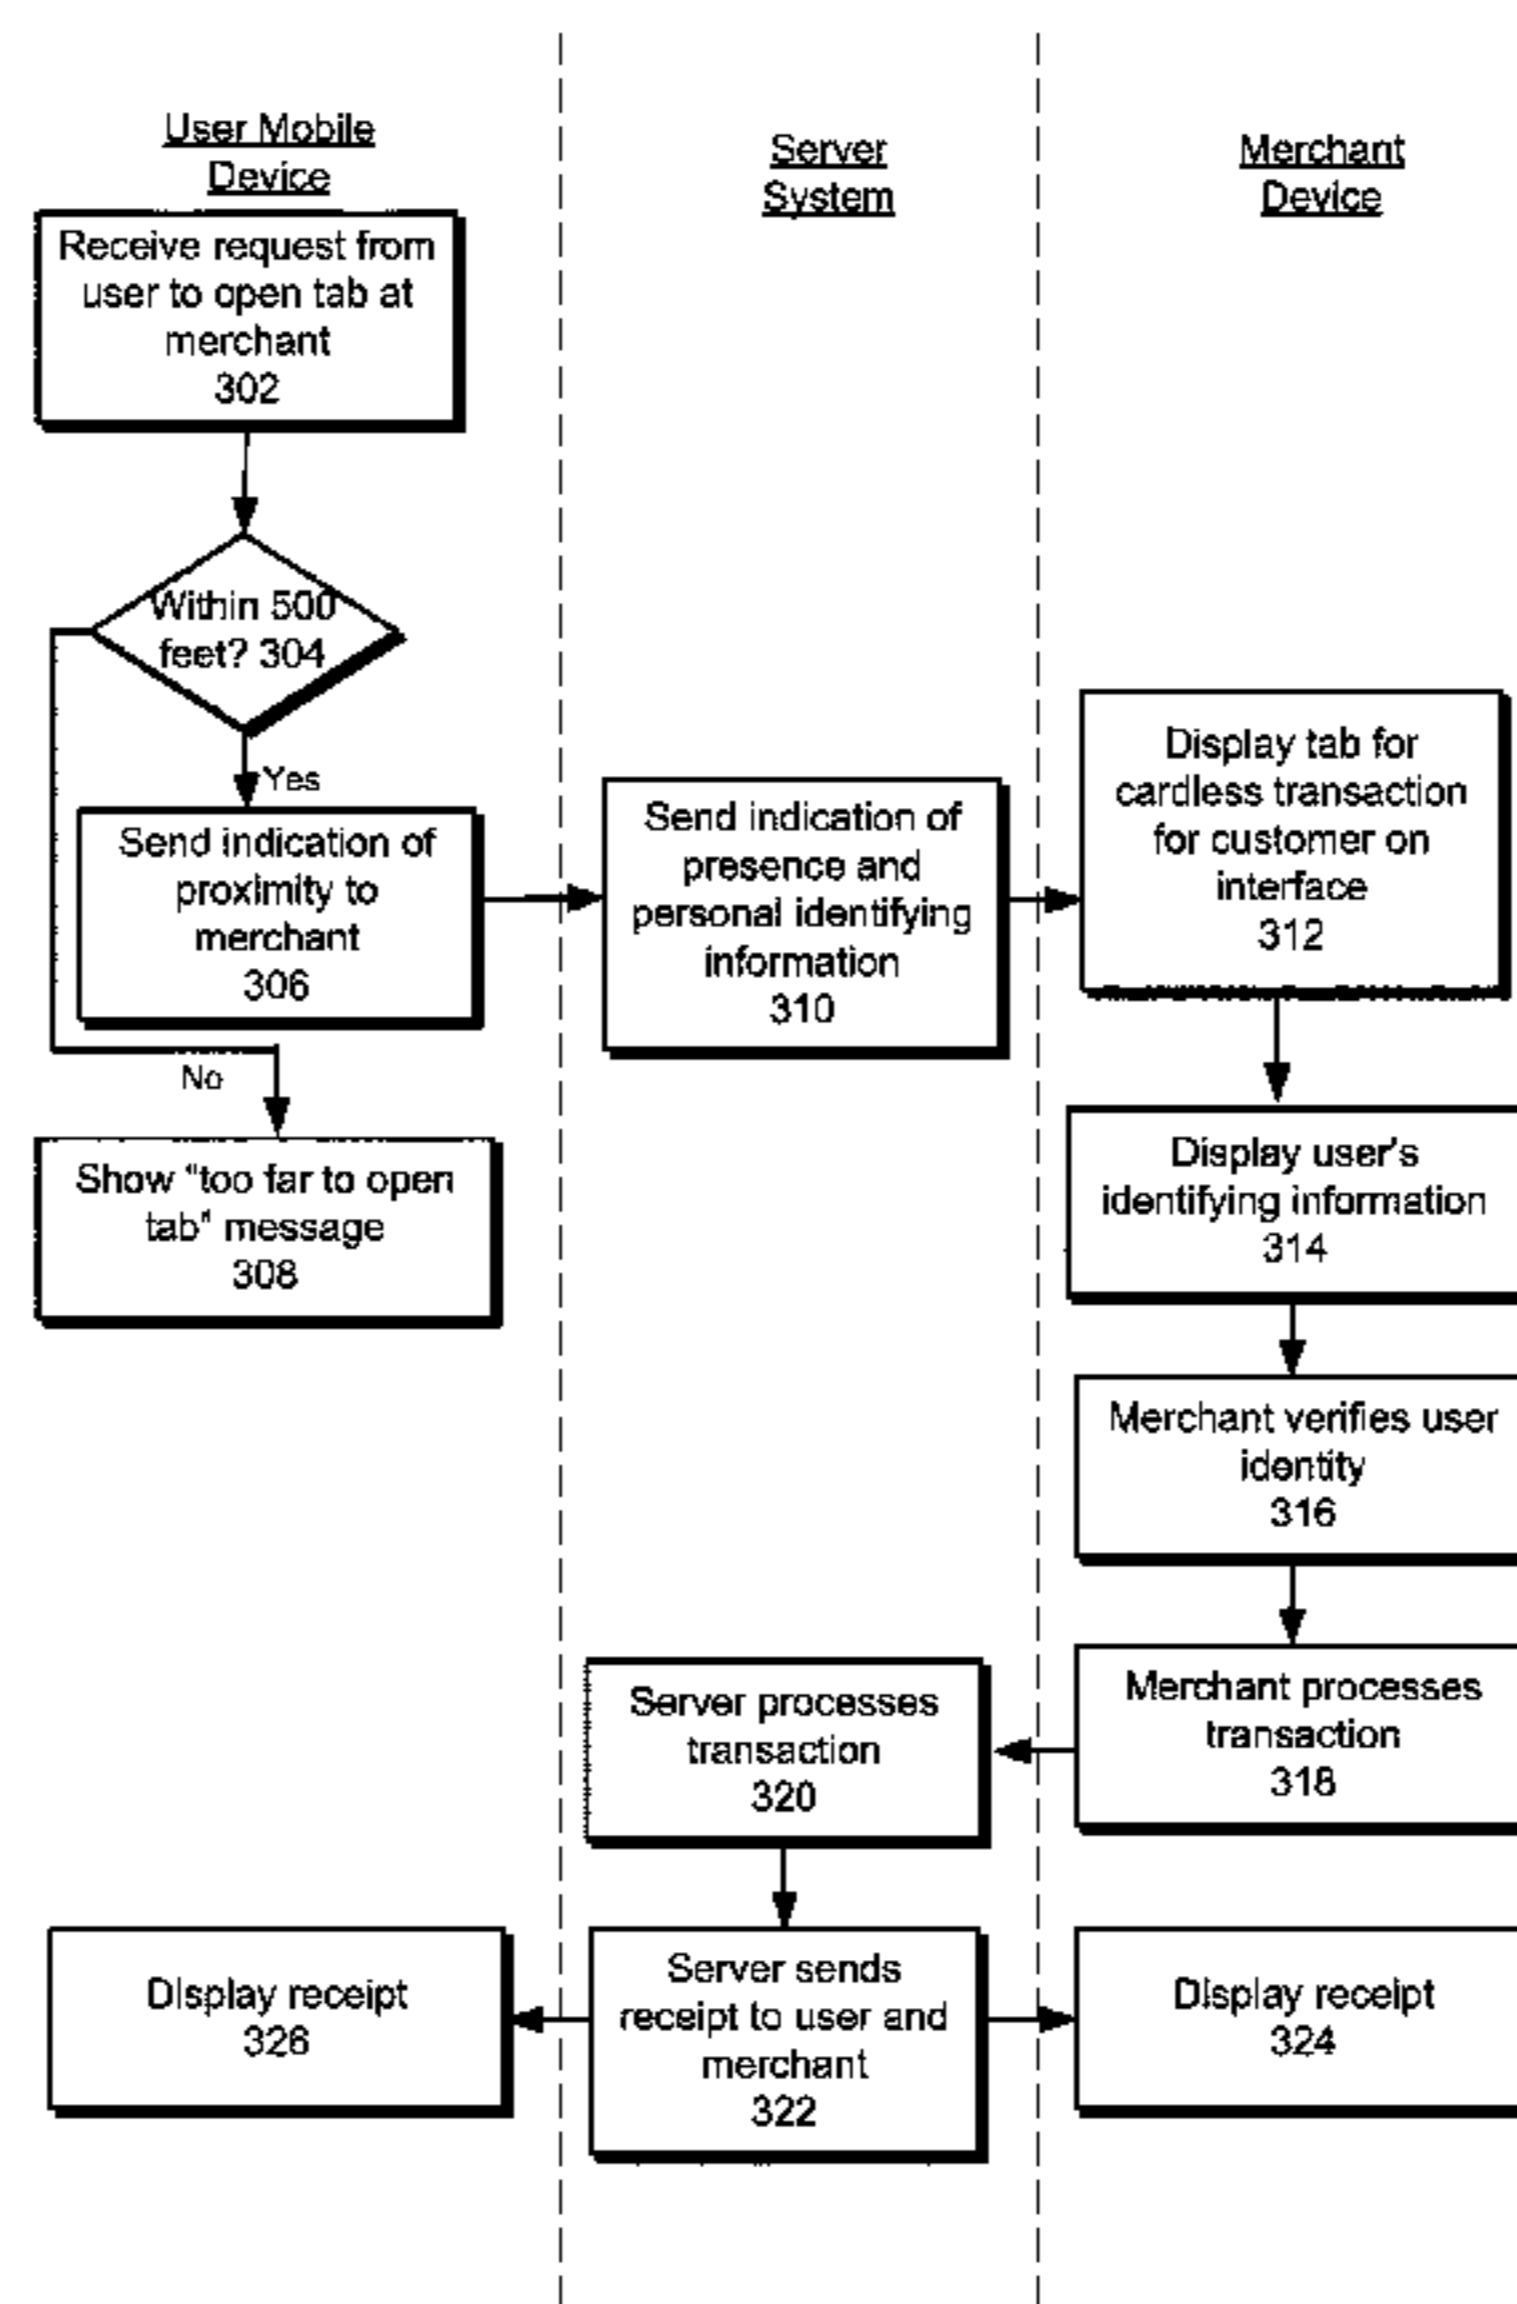 User Mobile
Device
Server
System
Merchant
Device
Receive request from
user to open tab at
merchant
302
Within 500
feet? 304
Yes
Send indication of
proximity to
merchant
306
No
Show "too far to open
tab" message
308
Send indication of
presence and
personal identifying
information
310
Display tab for
cardless transaction
for customer on
interface
312
Display user's
identifying information
314
Merchant verifies user
identity
316
Merchant processes
transaction
318
Server processes
transaction
320
Server sends
receipt to user and
merchant
322
Display receipt
326
Display receipt
324